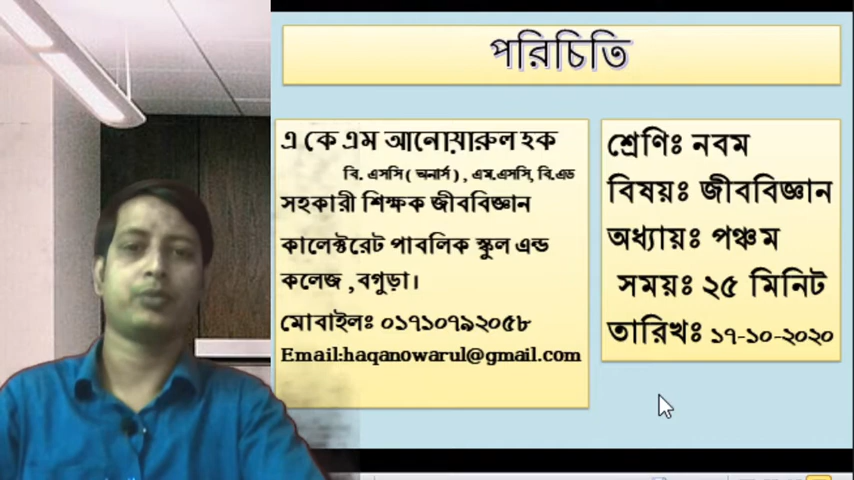 পরিচিতি
এ কে এম আনোয়ারুল হক
বি. এসসি ( অনার্স ) , এম.এসসি, বি.এড
সহকারী শিক্ষক জীববিজ্ঞান
কালেক্টরেট পাবলিক স্কুল এন্ড
কলেজ ,বগুড়া।
মোবাইলঃ ০১৭১০৭৯২০৫৮
Email:haqanowarul@gmail.com
শ্রেণিঃ নবম
বিষয়ঃ জীববিজ্ঞান
অধ্যায়ঃ পঞ্চম
সময়ঃ ২৫ মিনিট
তারিখঃ ১৭-১০-২০২০